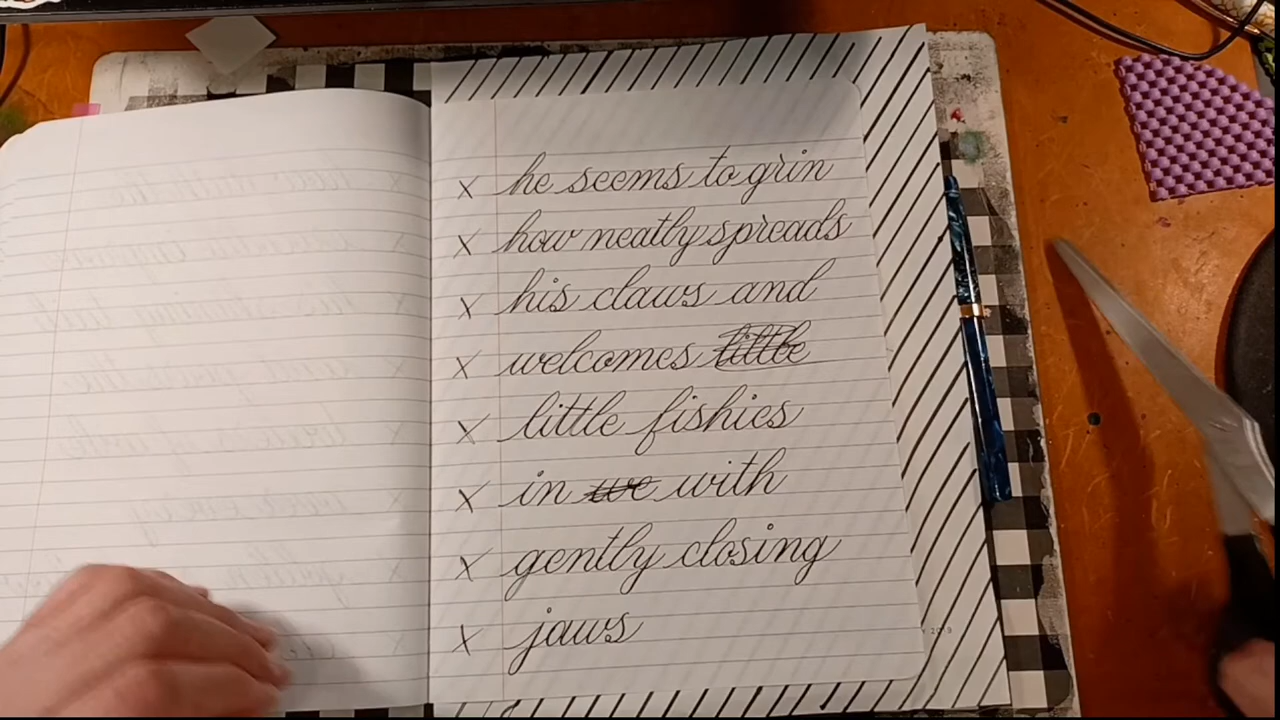 x he seems to grin
x how neatly spreads
x his claws and
x welcomes little
x little fishies
x in we with
x gently closing
x jaws
2019